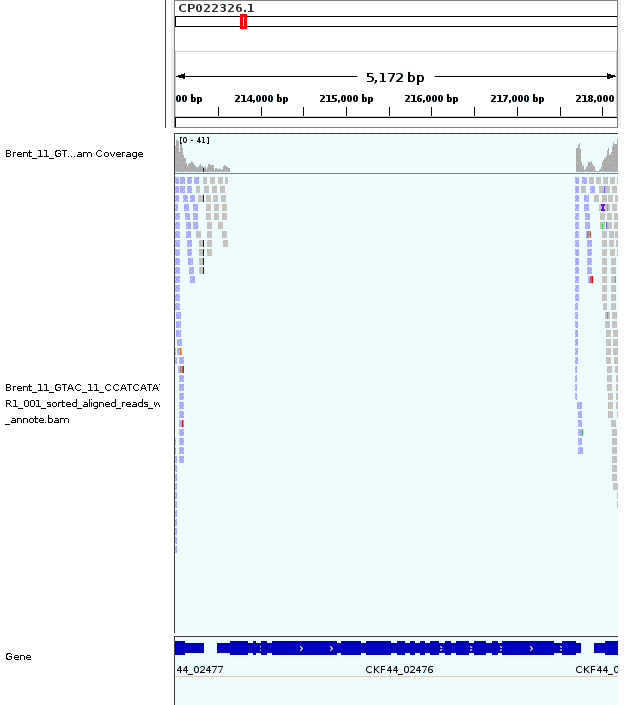 CP022326.1
5,172 bp
00 bp 214,000 bp 215,000 bp 216,000 bp 217,000 bp 218,000
[0 - 41]
Brent_11_GT...am Coverage
Brent_11_GTAC_11_CCATCATA
R1_001_sorted_aligned_reads_w
_annote.bam
Gene
44_02477 CKF44_02476 CKF44_0